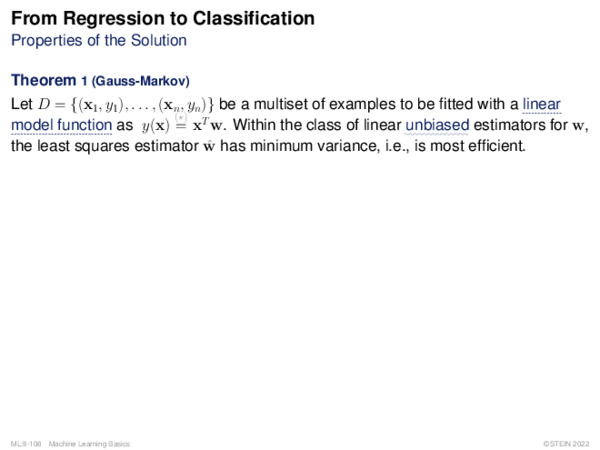 From Regression to Classification
Properties of the Solution
Theorem 1 (Gauss-Markov)
Let D = {(x₁, y₁), . . . , (xₙ, yₙ)} be a multiset of examples to be fitted with a linear
model function as y(x) (⋆)= xᵀw. Within the class of linear unbiased estimators for w,
the least squares estimator ŵ has minimum variance, i.e., is most efficient.
ML:II-108 Machine Learning Basics ©STEIN 2022